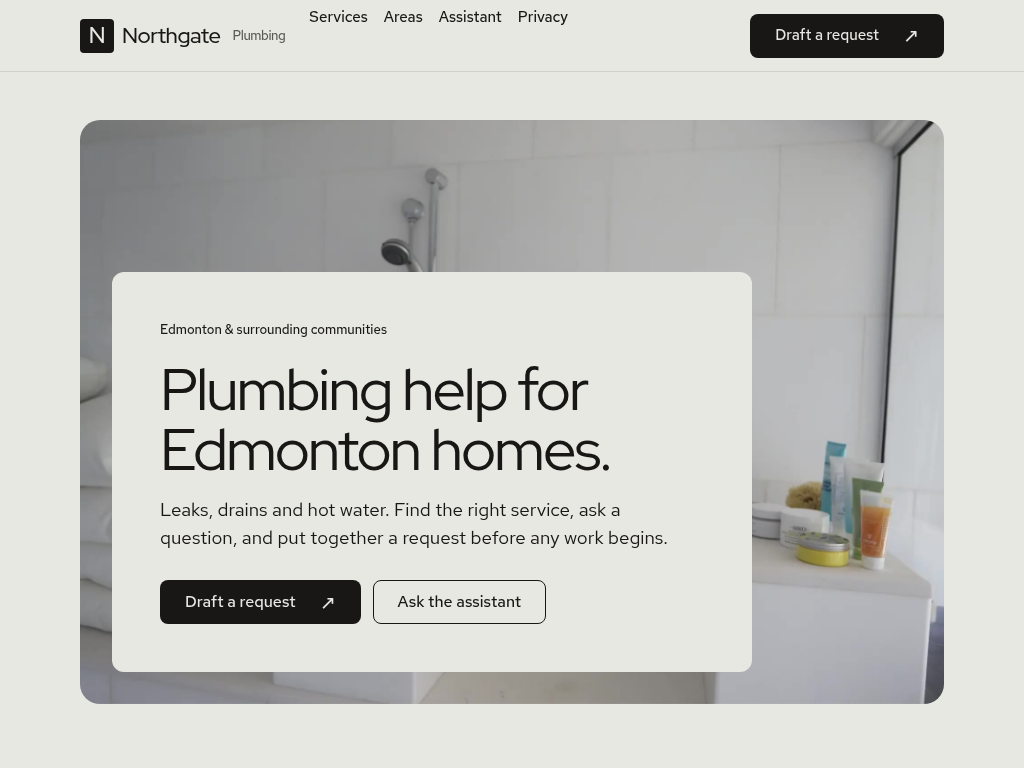 N Northgate Plumbing Services Areas Assistant Privacy Draft a request ↗
Edmonton & surrounding communities
Plumbing help for
Edmonton homes.
Leaks, drains and hot water. Find the right service, ask a
question, and put together a request before any work begins.
Draft a request ↗ Ask the assistant